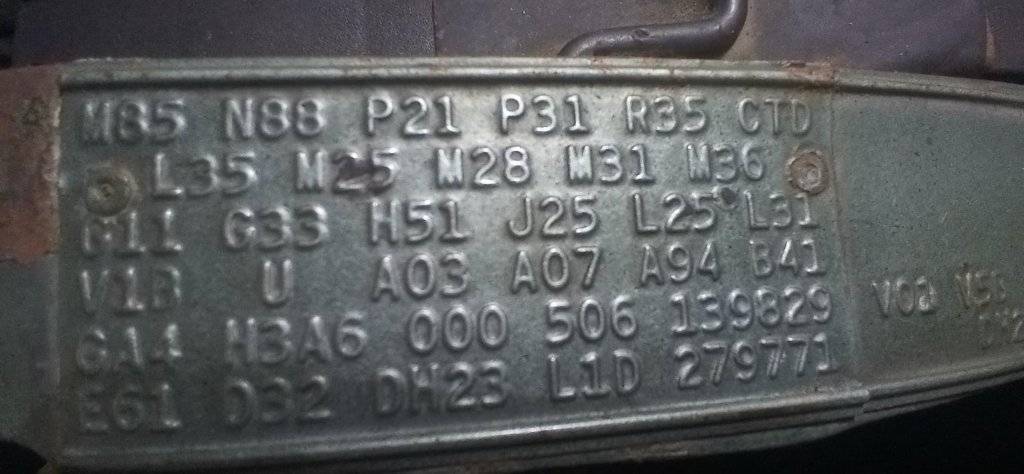 M85 N88 P21 P31 R35 CTD
L35 M25 M28 M31 M36
G11 G33 H51 J25 L25 L31
V1B U A03 A07 A94 B41
GA4 H3A6 000 506 139829
E61 D32 DH23 L1D 279771
V02